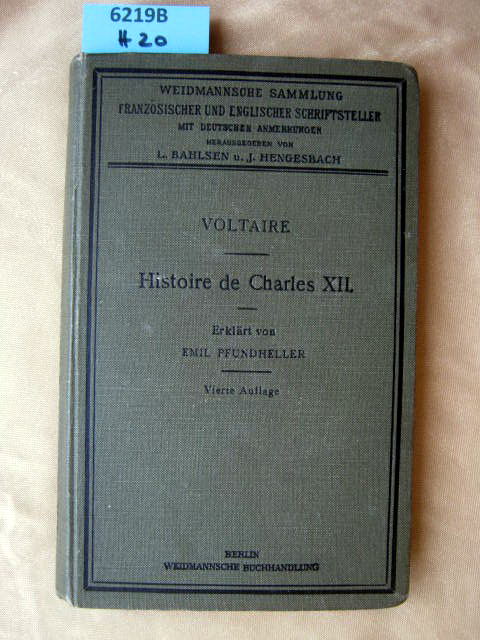 6219B
# 20
WEIDMANNSCHE SAMMLUNG
FRANZÖSISCHER UND ENGLISCHER SCHRIFTSTELLER
MIT DEUTSCHEN ANMERKUNGEN
HERAUSGEGEBEN VON
L. BAHLSEN u. J. HENGESBACH
VOLTAIRE
Histoire de Charles XII.
Erklärt von
EMIL PFUNDHELLER
Vierte Auflage
BERLIN
WEIDMANNSCHE BUCHHANDLUNG